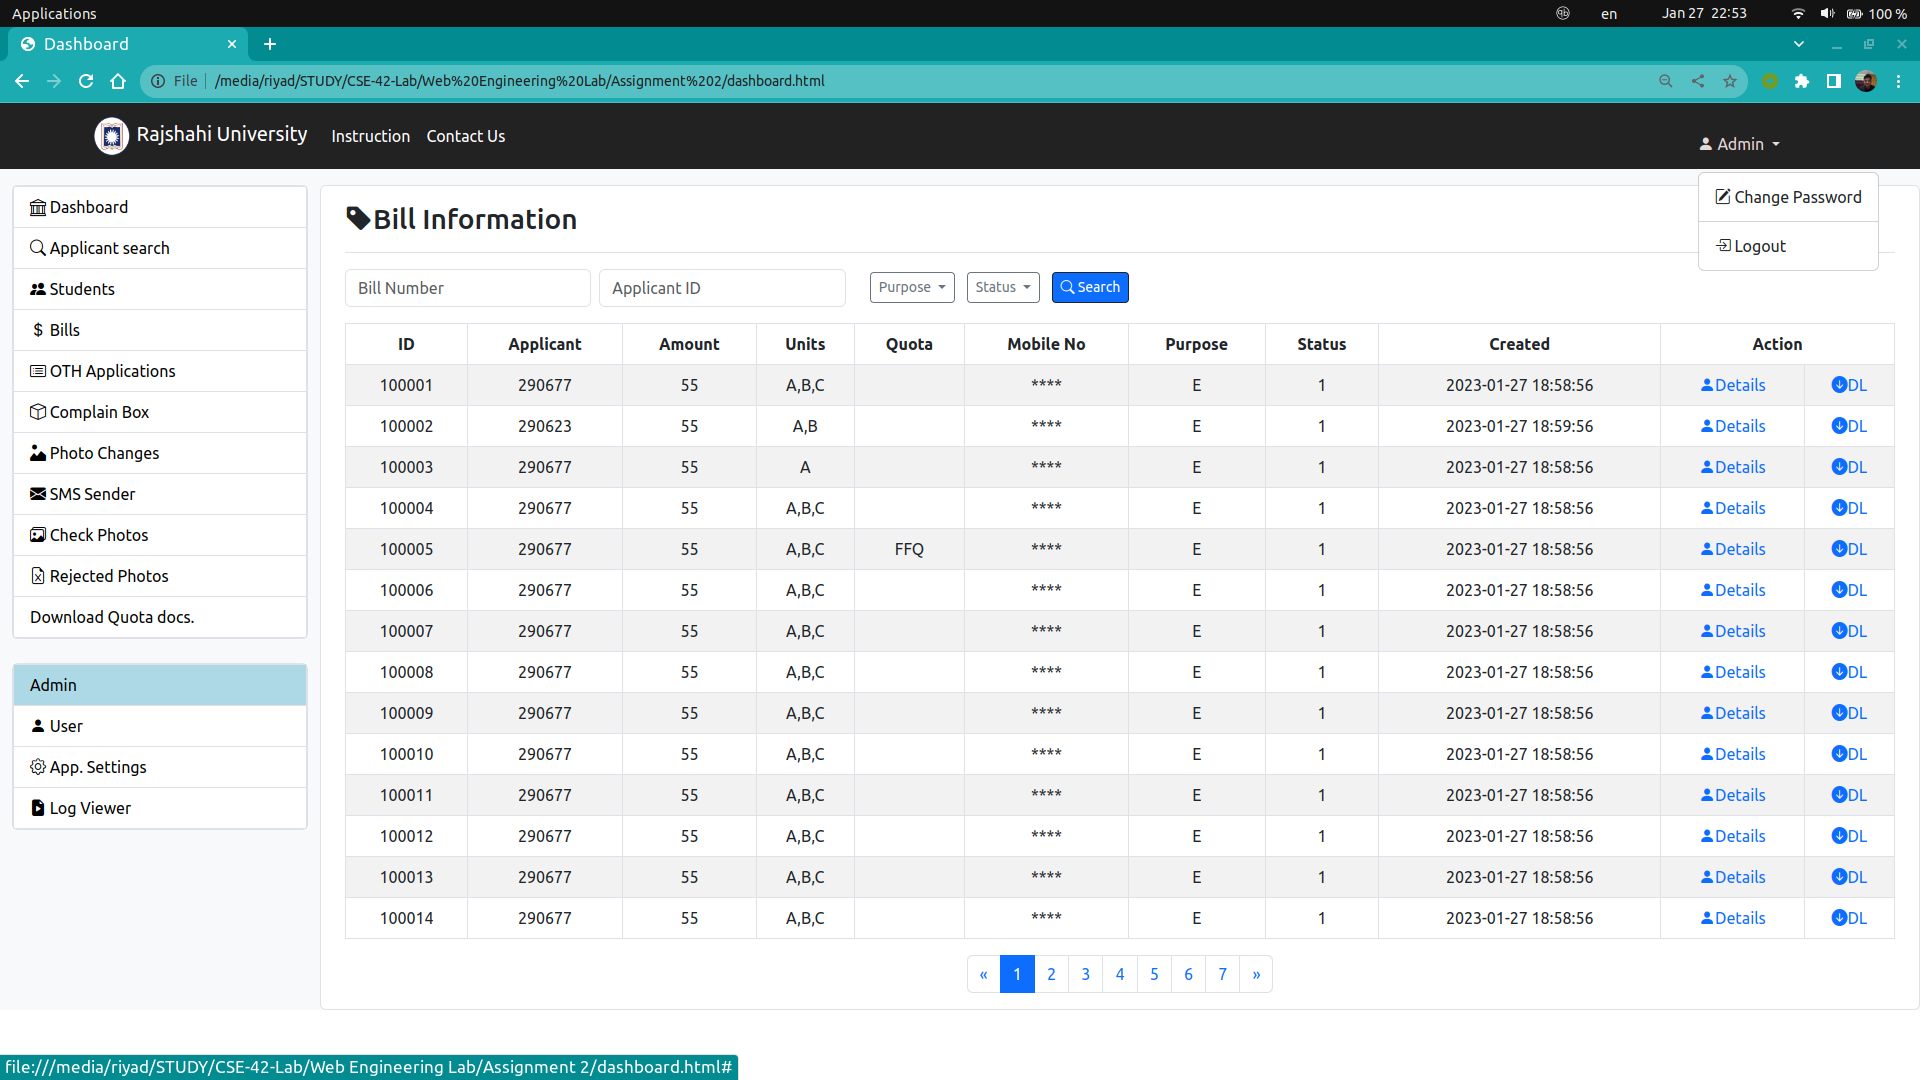 Applications
en
Jan 27 22:53
100 %
Dashboard
File
/media/riyad/STUDY/CSE-42-Lab/Web%20Engineering%20Lab/Assignment%202/dashboard.html
Rajshahi University
Instruction
Contact Us
Admin
Change Password
Logout
Dashboard
Applicant search
Students
$ Bills
OTH Applications
Complain Box
Photo Changes
SMS Sender
Check Photos
Rejected Photos
Download Quota docs.
Admin
User
App. Settings
Log Viewer
Bill Information
Bill Number
Applicant ID
Purpose
Status
Search
ID Applicant Amount Units Quota Mobile No Purpose Status Created Action
100001 290677 55 A,B,C **** E 1 2023-01-27 18:58:56 Details DL
100002 290623 55 A,B **** E 1 2023-01-27 18:59:56 Details DL
100003 290677 55 A **** E 1 2023-01-27 18:58:56 Details DL
100004 290677 55 A,B,C **** E 1 2023-01-27 18:58:56 Details DL
100005 290677 55 A,B,C FFQ **** E 1 2023-01-27 18:58:56 Details DL
100006 290677 55 A,B,C **** E 1 2023-01-27 18:58:56 Details DL
100007 290677 55 A,B,C **** E 1 2023-01-27 18:58:56 Details DL
100008 290677 55 A,B,C **** E 1 2023-01-27 18:58:56 Details DL
100009 290677 55 A,B,C **** E 1 2023-01-27 18:58:56 Details DL
100010 290677 55 A,B,C **** E 1 2023-01-27 18:58:56 Details DL
100011 290677 55 A,B,C **** E 1 2023-01-27 18:58:56 Details DL
100012 290677 55 A,B,C **** E 1 2023-01-27 18:58:56 Details DL
100013 290677 55 A,B,C **** E 1 2023-01-27 18:58:56 Details DL
100014 290677 55 A,B,C **** E 1 2023-01-27 18:58:56 Details DL
« 1 2 3 4 5 6 7 »
file:///media/riyad/STUDY/CSE-42-Lab/Web Engineering Lab/Assignment 2/dashboard.html#